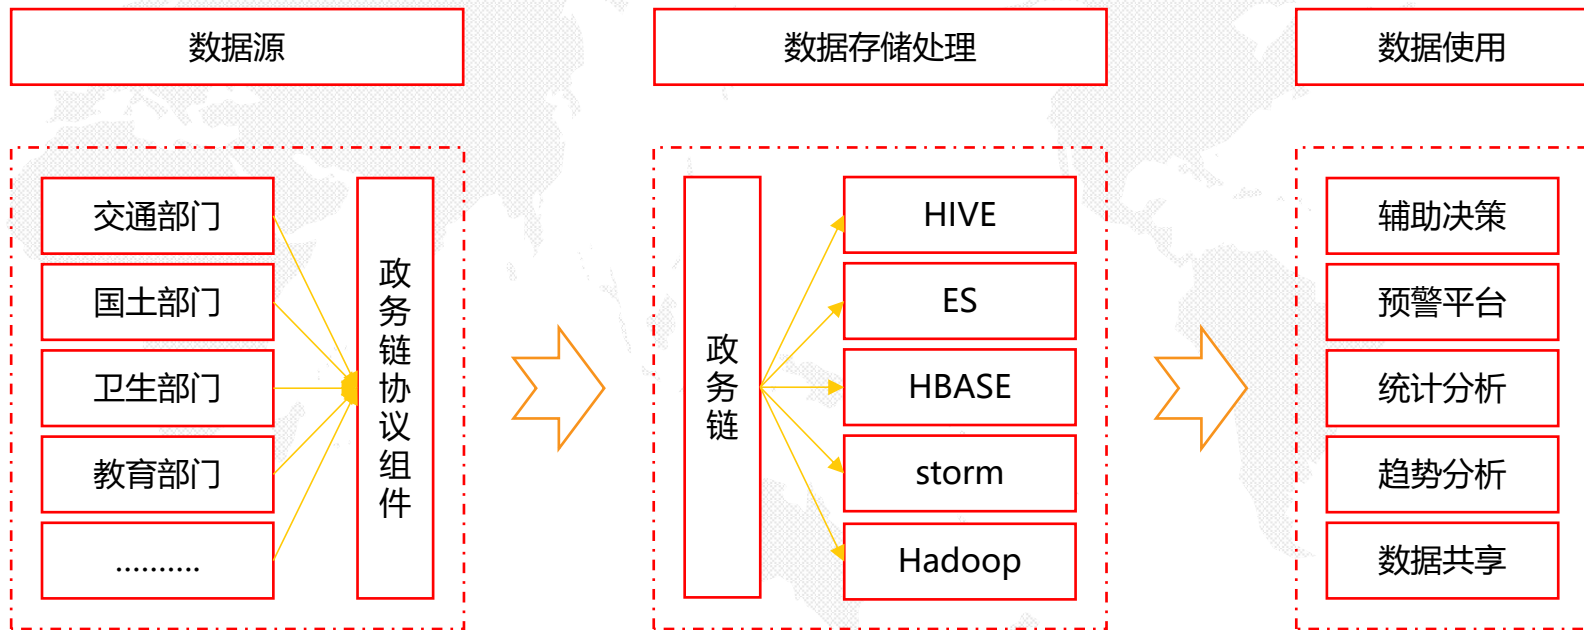 数据源
数据存储处理
数据使用
交通部门
国土部门
卫生部门
教育部门
..........
政务链协议组件
政务链
HIVE
ES
HBASE
storm
Hadoop
辅助决策
预警平台
统计分析
趋势分析
数据共享